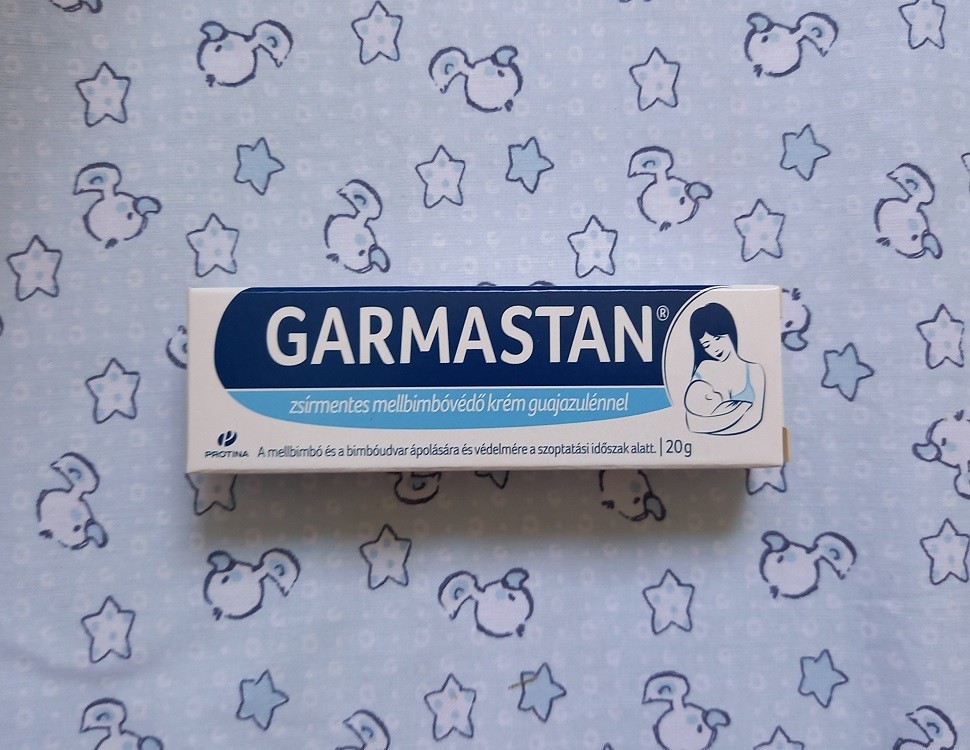 GARMASTAN®
zsírmentes mellbimbóvédő krém guajazulénnel
PROTINA
A mellbimbó és a bimbóudvar ápolására és védelmére a szoptatási időszak alatt. | 20g